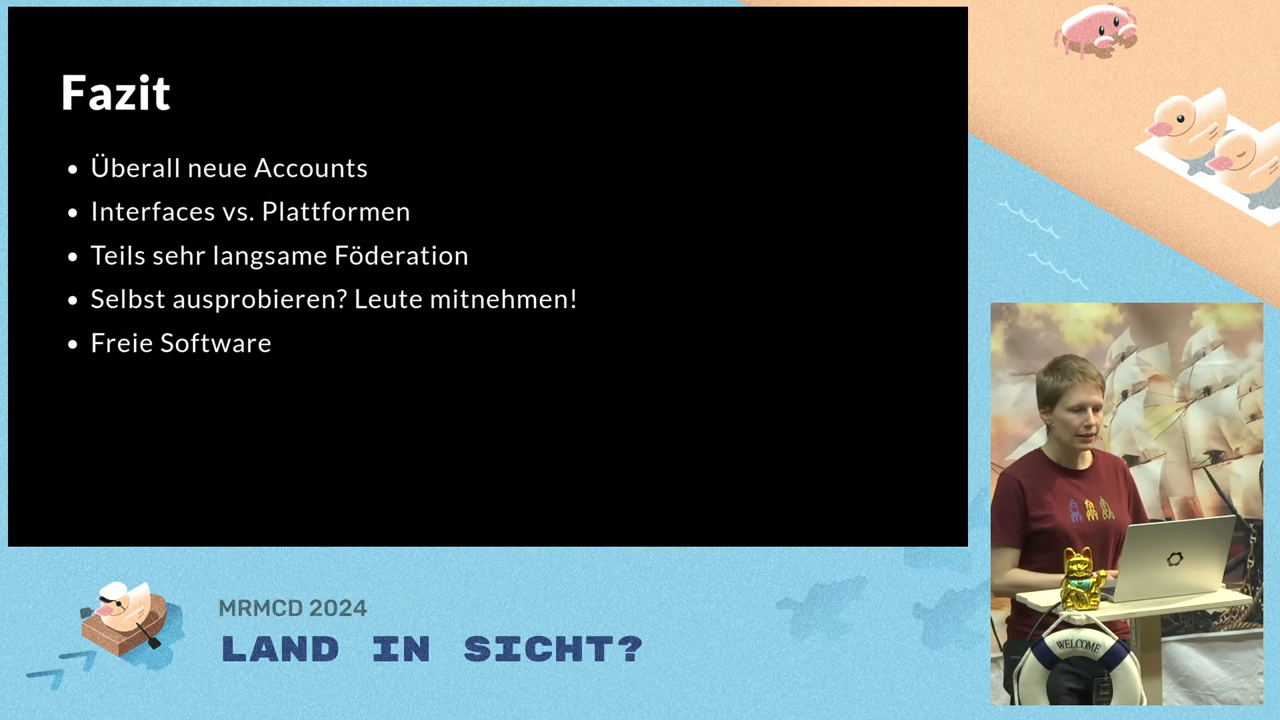 Fazit
Überall neue Accounts
Interfaces vs. Plattformen
Teils sehr langsame Föderation
Selbst ausprobieren? Leute mitnehmen!
Freie Software
MRMCD 2024
LAND IN SICHT?
WELCOME